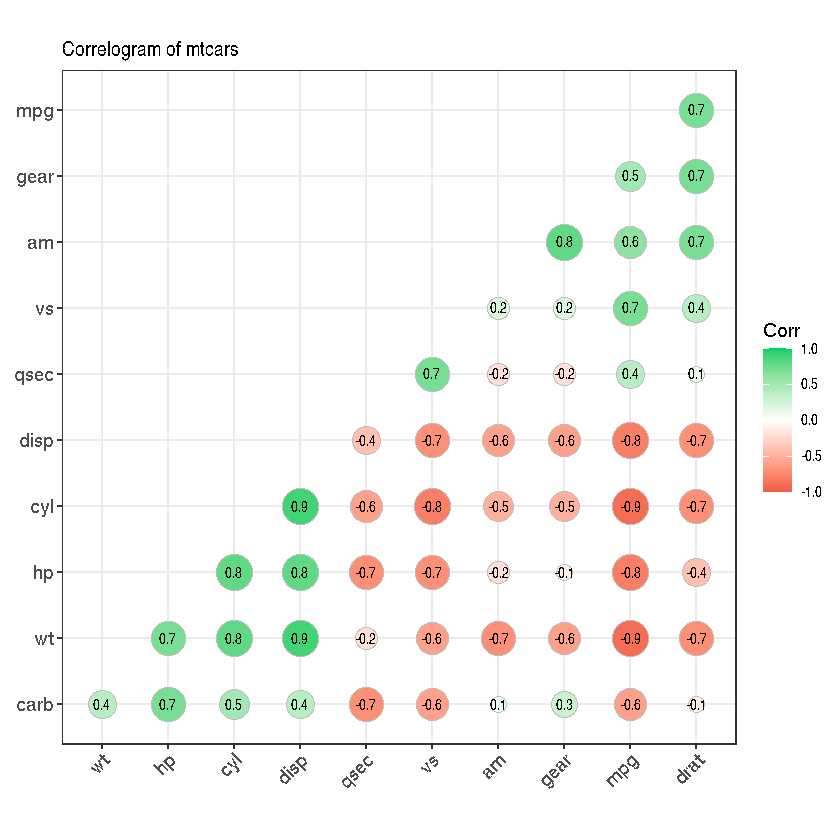 Correlogram of mtcars
mpg 0.7
gear 0.5 0.7
am 0.8 0.6 0.7
vs 0.2 0.2 0.7 0.4
qsec 0.7 -0.2 -0.2 0.4 0.1
disp -0.4 -0.7 -0.6 -0.6 -0.8 -0.7
cyl 0.9 -0.6 -0.8 -0.5 -0.5 -0.9 -0.7
hp 0.8 0.8 -0.7 -0.7 -0.2 -0.1 -0.8 -0.4
wt 0.7 0.8 0.9 -0.2 -0.6 -0.7 -0.6 -0.9 -0.7
carb 0.4 0.7 0.5 0.4 -0.7 -0.6 0.1 0.3 -0.6 -0.1
wt hp cyl disp qsec vs am gear mpg drat
Corr
1.0
0.5
0.0
-0.5
-1.0